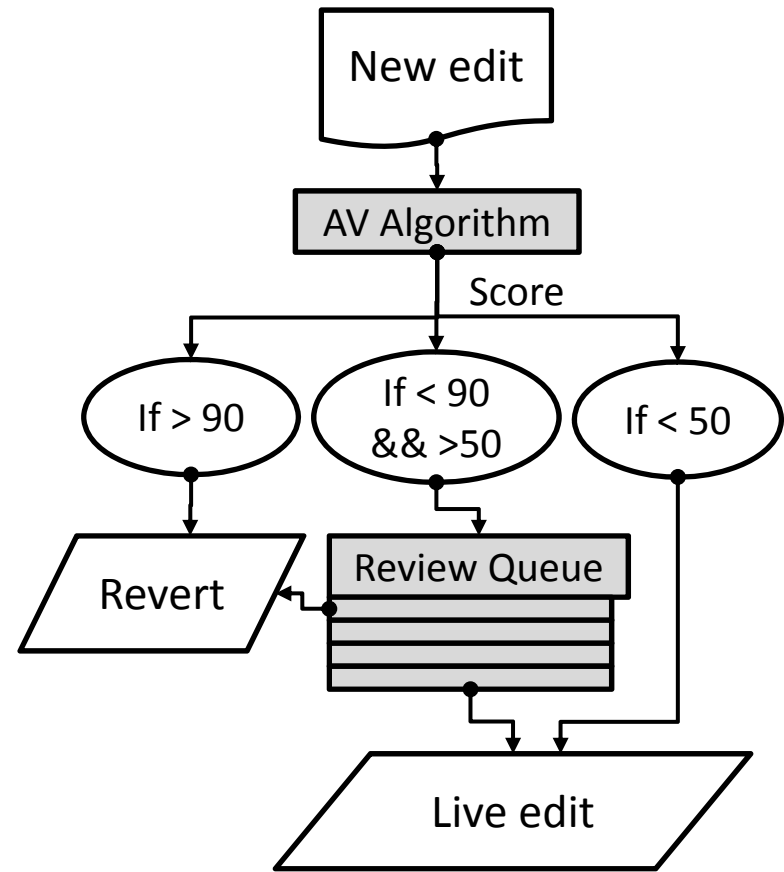 New edit
AV Algorithm
Score
If > 90
If < 90
&& >50
If < 50
Revert
Review Queue
Live edit